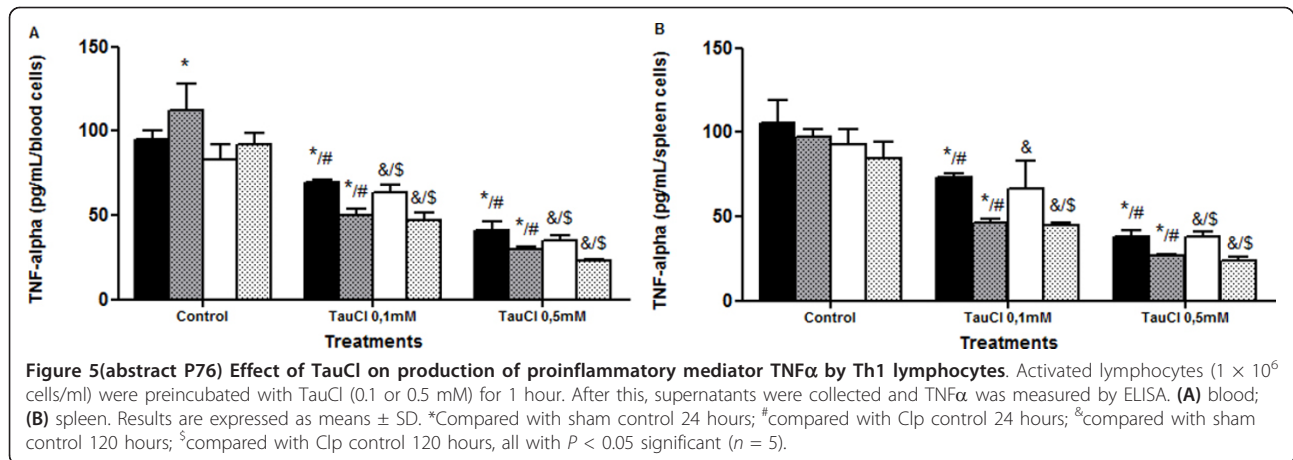 A
TNF-alpha (pg/mL/blood cells)
150
100
50
0
*
*/#
*/#
&/$
&/$
*/#
*/#
&/$
&/$
Control
TauCl 0,1mM
TauCl 0,5mM
Treatments
B
TNF-alpha (pg/mL/spleen cells)
150
100
50
0
*/#
*/#
&
&/$
*/#
*/#
&/$
&/$
Control
TauCl 0,1mM
TauCl 0,5mM
Treatments
Figure 5(abstract P76) Effect of TauCl on production of proinflammatory mediator TNFα by Th1 lymphocytes. Activated lymphocytes (1 × 10⁶
cells/ml) were preincubated with TauCl (0.1 or 0.5 mM) for 1 hour. After this, supernatants were collected and TNFα was measured by ELISA. (A) blood;
(B) spleen. Results are expressed as means ± SD. *Compared with sham control 24 hours; #compared with Clp control 24 hours; &compared with sham
control 120 hours; $compared with Clp control 120 hours, all with P < 0.05 significant (n = 5).